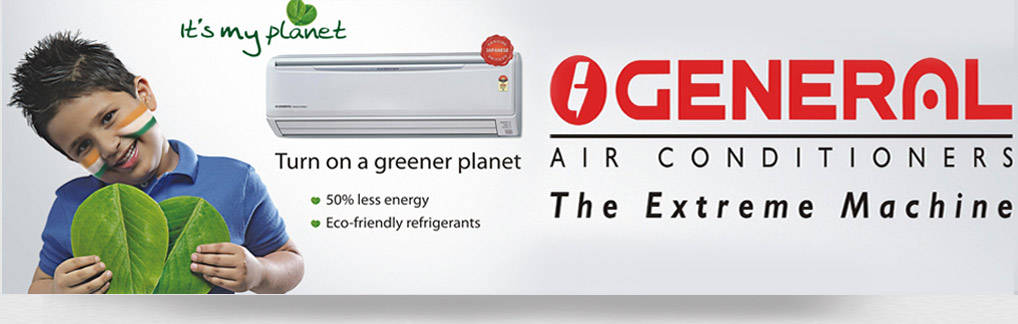 It's my planet
JAPANESE
Turn on a greener planet
50% less energy
Eco-friendly refrigerants
GENERAL
AIR CONDITIONERS
The Extreme Machine